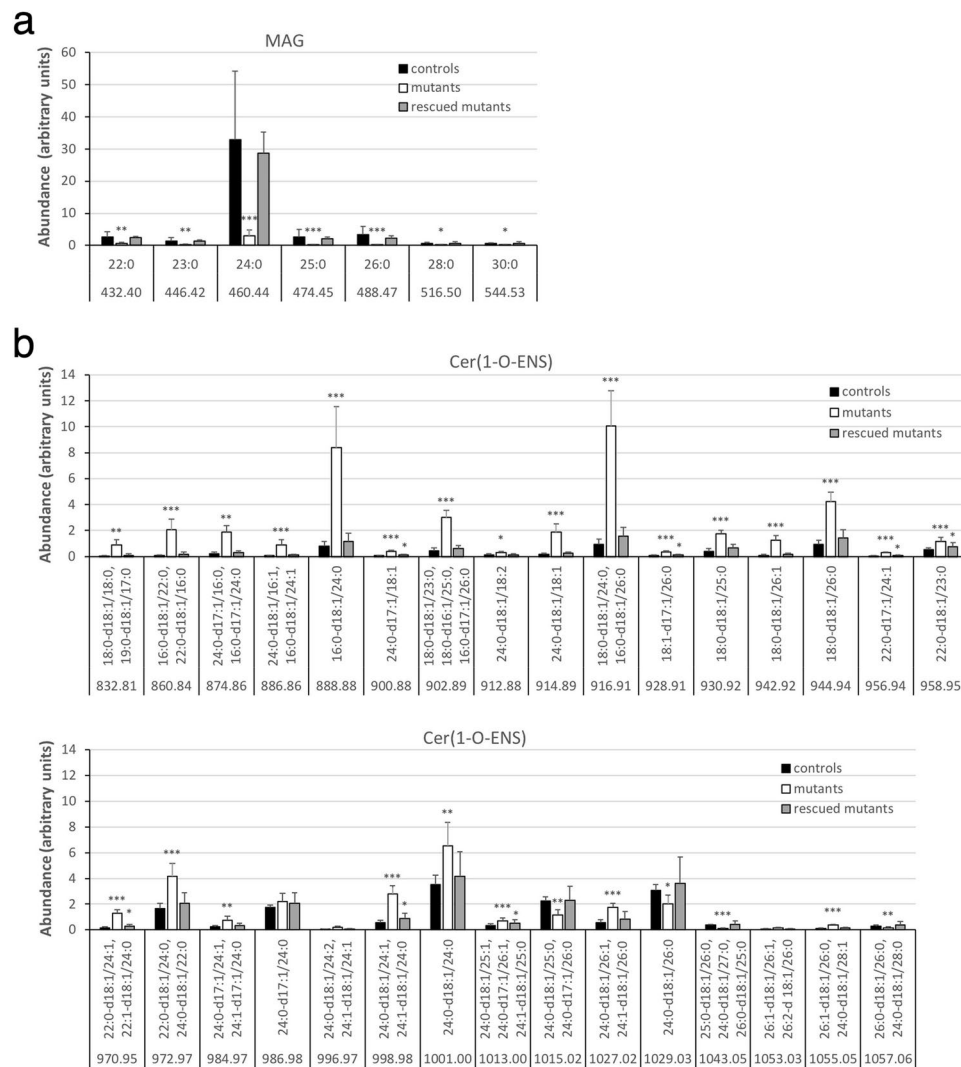 a
MAG
Abundance (arbitrary units)
60
50
40
30
20
10
0
controls
mutants
rescued mutants
** ** *** *** *** * *
22:0 23:0 24:0 25:0 26:0 28:0 30:0
432.40 446.42 460.44 474.45 488.47 516.50 544.53
b
Cer(1-O-ENS)
Abundance (arbitrary units)
14
12
10
8
6
4
2
0
controls
mutants
rescued mutants
** *** ** *** *** *** * *** * *** *** *** * *** *** *** *** * *** *
18:0-d18:1/18:0,
19:0-d18:1/17:0
16:0-d18:1/22:0,
22:0-d18:1/16:0
24:0-d17:1/16:0,
16:0-d17:1/24:0
24:0-d18:1/16:1,
16:0-d18:1/24:1
16:0-d18:1/24:0
24:0-d17:1/18:1
18:0-d18:1/23:0,
18:0-d16:1/25:0,
16:0-d17:1/26:0
24:0-d18:1/18:2
24:0-d18:1/18:1
18:0-d18:1/24:0,
16:0-d18:1/26:0
18:1-d17:1/26:0
18:0-d18:1/25:0
18:0-d18:1/26:1
18:0-d18:1/26:0
22:0-d17:1/24:1
22:0-d18:1/23:0
832.81 860.84 874.86 886.86 888.88 900.88 902.89 912.88 914.89 916.91 928.91 930.92 942.92 944.94 956.94 958.95
Cer(1-O-ENS)
Abundance (arbitrary units)
14
12
10
8
6
4
2
0
controls
mutants
rescued mutants
*** * *** ** *** * ** *** * ** *** * *** *** **
22:0-d18:1/24:1,
22:1-d18:1/24:0
22:0-d18:1/24:0,
24:0-d18:1/22:0
24:0-d17:1/24:1,
24:1-d17:1/24:0
24:0-d17:1/24:0
24:0-d18:1/24:2,
24:1-d18:1/24:1
24:0-d18:1/24:1,
24:1-d18:1/24:0
24:0-d18:1/24:0
24:0-d18:1/25:1,
24:0-d17:1/26:1,
24:1-d18:1/25:0
24:0-d18:1/25:0,
24:0-d17:1/26:0
24:0-d18:1/26:1,
24:1-d18:1/26:0
24:0-d18:1/26:0
25:0-d18:1/26:0,
24:0-d18:1/27:0,
26:0-d18:1/25:0
26:1-d18:1/26:1,
26:2-d 18:1/26:0
26:1-d18:1/26:0,
24:0-d18:1/28:1
26:0-d18:1/26:0,
24:0-d18:1/28:0
970.95 972.97 984.97 986.98 996.97 998.98 1001.00 1013.00 1015.02 1027.02 1029.03 1043.05 1053.03 1055.05 1057.06